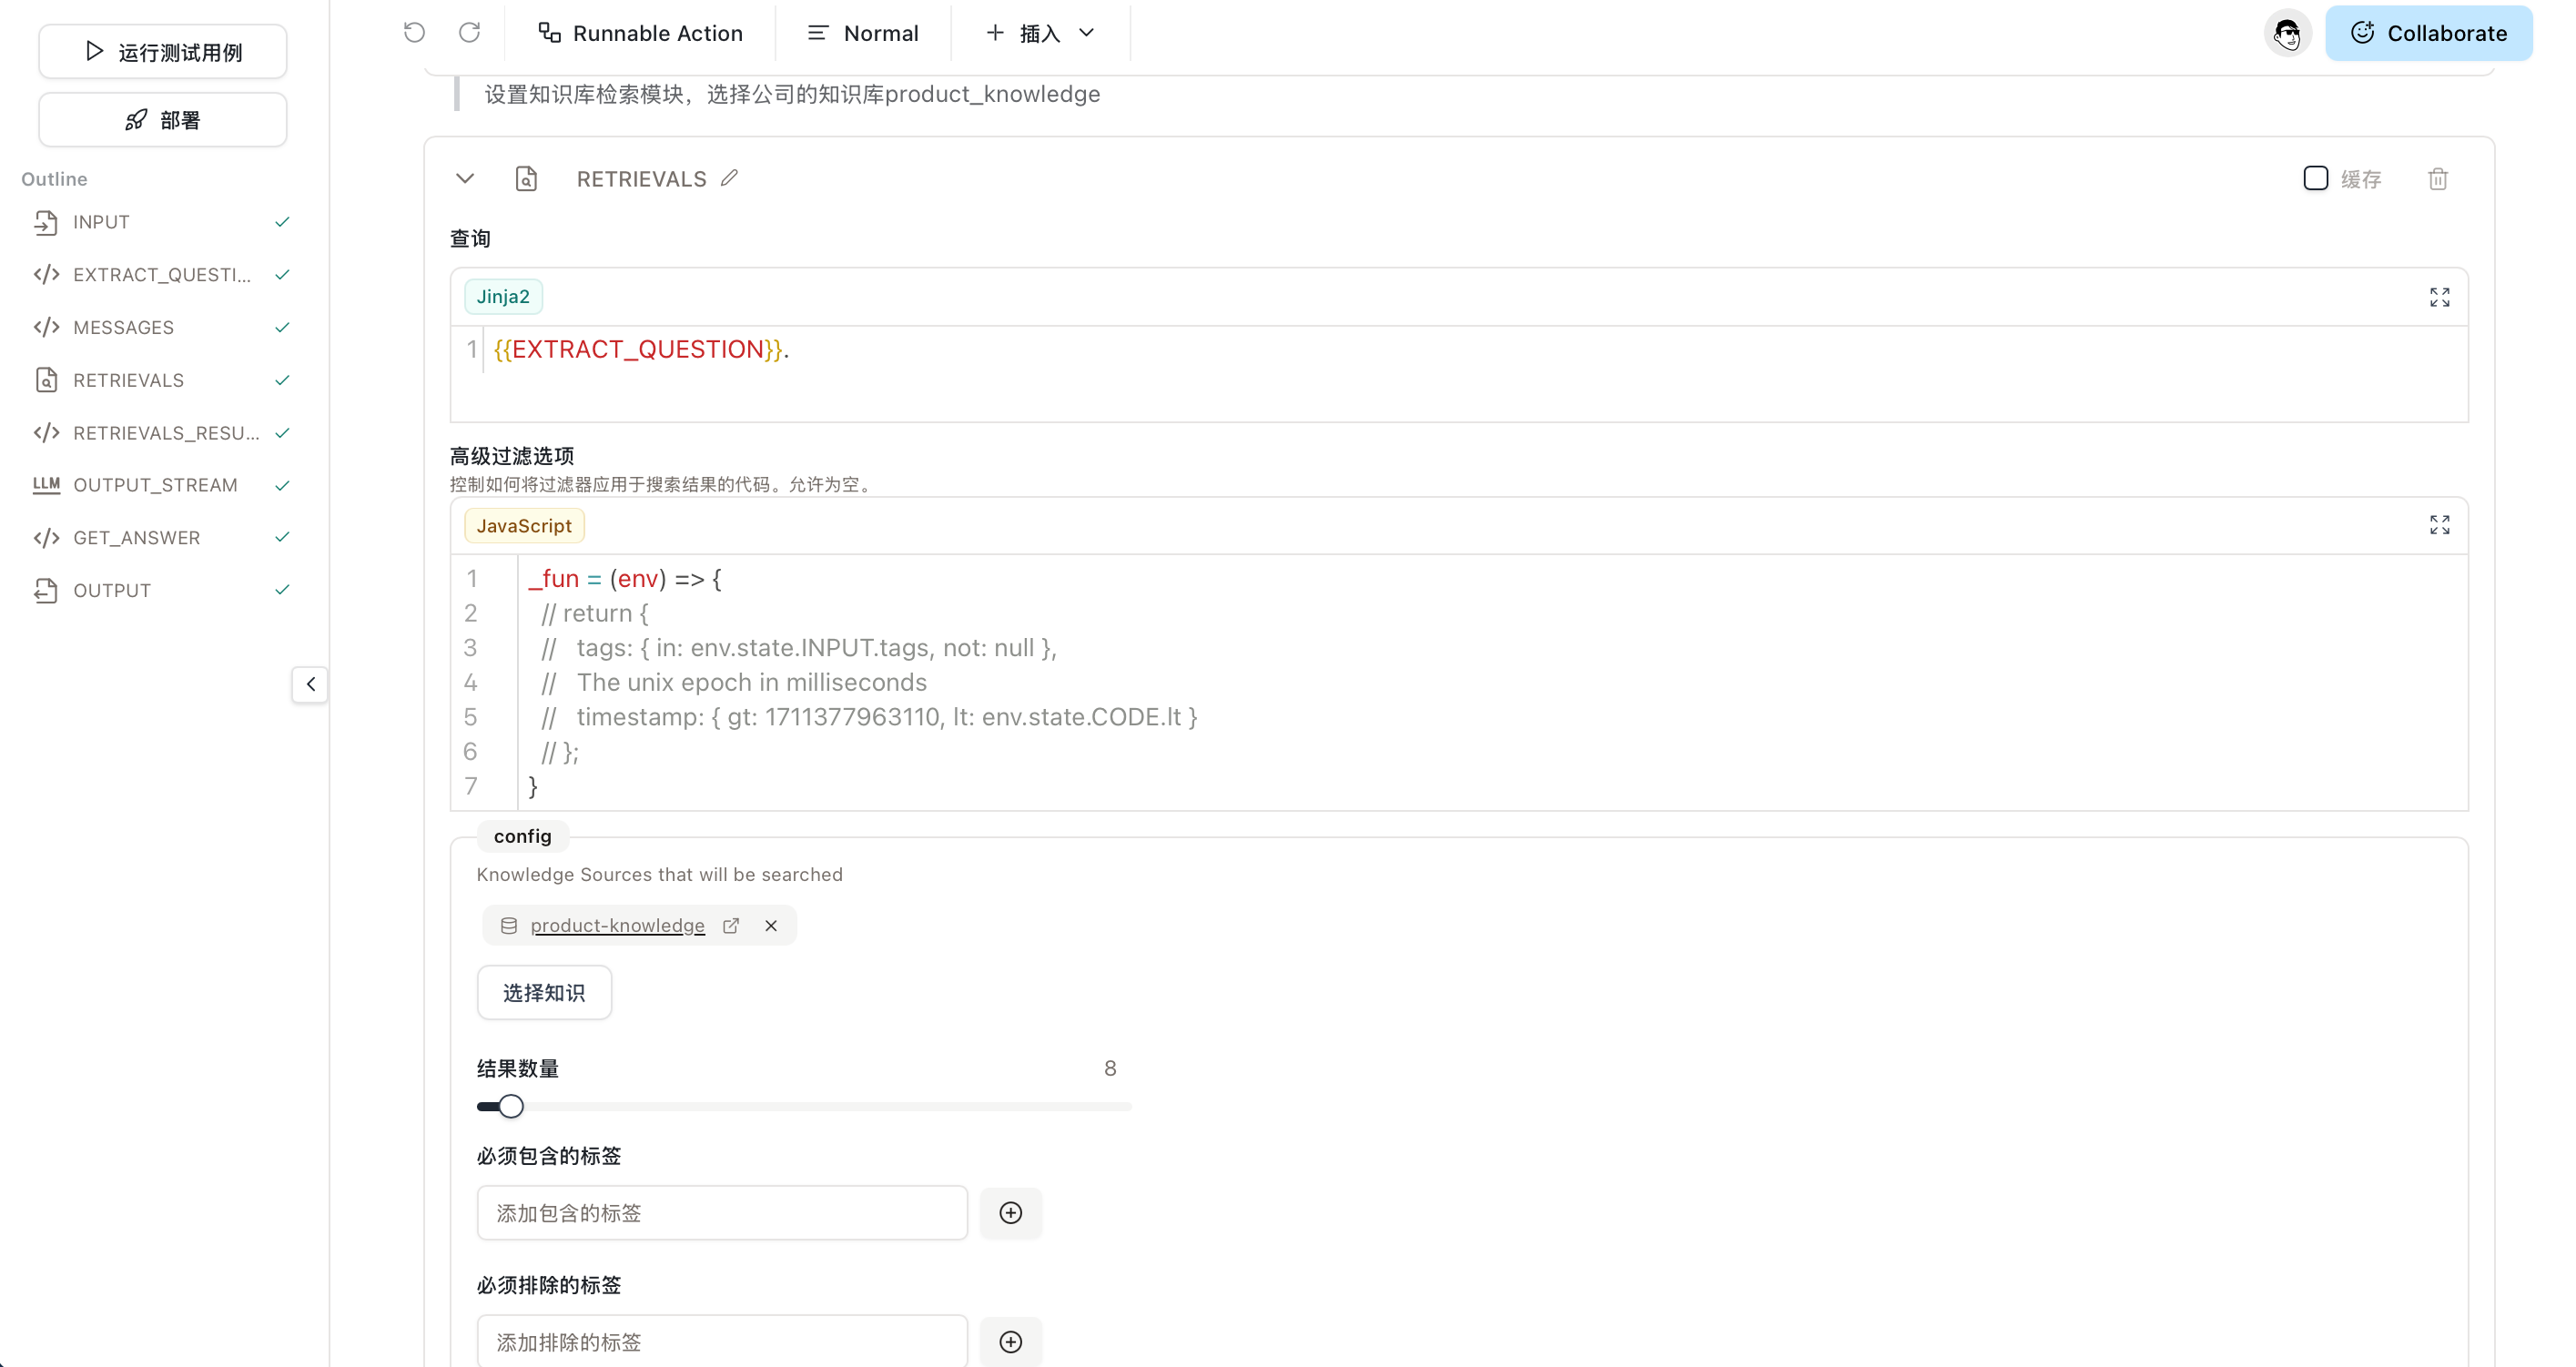 运行测试用例
部署
Outline
INPUT
EXTRACT_QUESTI...
MESSAGES
RETRIEVALS
RETRIEVALS_RESU...
LLM OUTPUT_STREAM
GET_ANSWER
OUTPUT
Runnable Action
Normal
插入
Collaborate
设置知识库检索模块，选择公司的知识库product_knowledge
RETRIEVALS
缓存
查询
Jinja2
1 {{EXTRACT_QUESTION}}.
高级过滤选项
控制如何将过滤器应用于搜索结果的代码。允许为空。
JavaScript
1 _fun = (env) => {
2 // return {
3 // tags: { in: env.state.INPUT.tags, not: null },
4 // The unix epoch in milliseconds
5 // timestamp: { gt: 1711377963110, lt: env.state.CODE.lt }
6 // };
7 }
config
Knowledge Sources that will be searched
product-knowledge
选择知识
结果数量 8
必须包含的标签
添加包含的标签
必须排除的标签
添加排除的标签